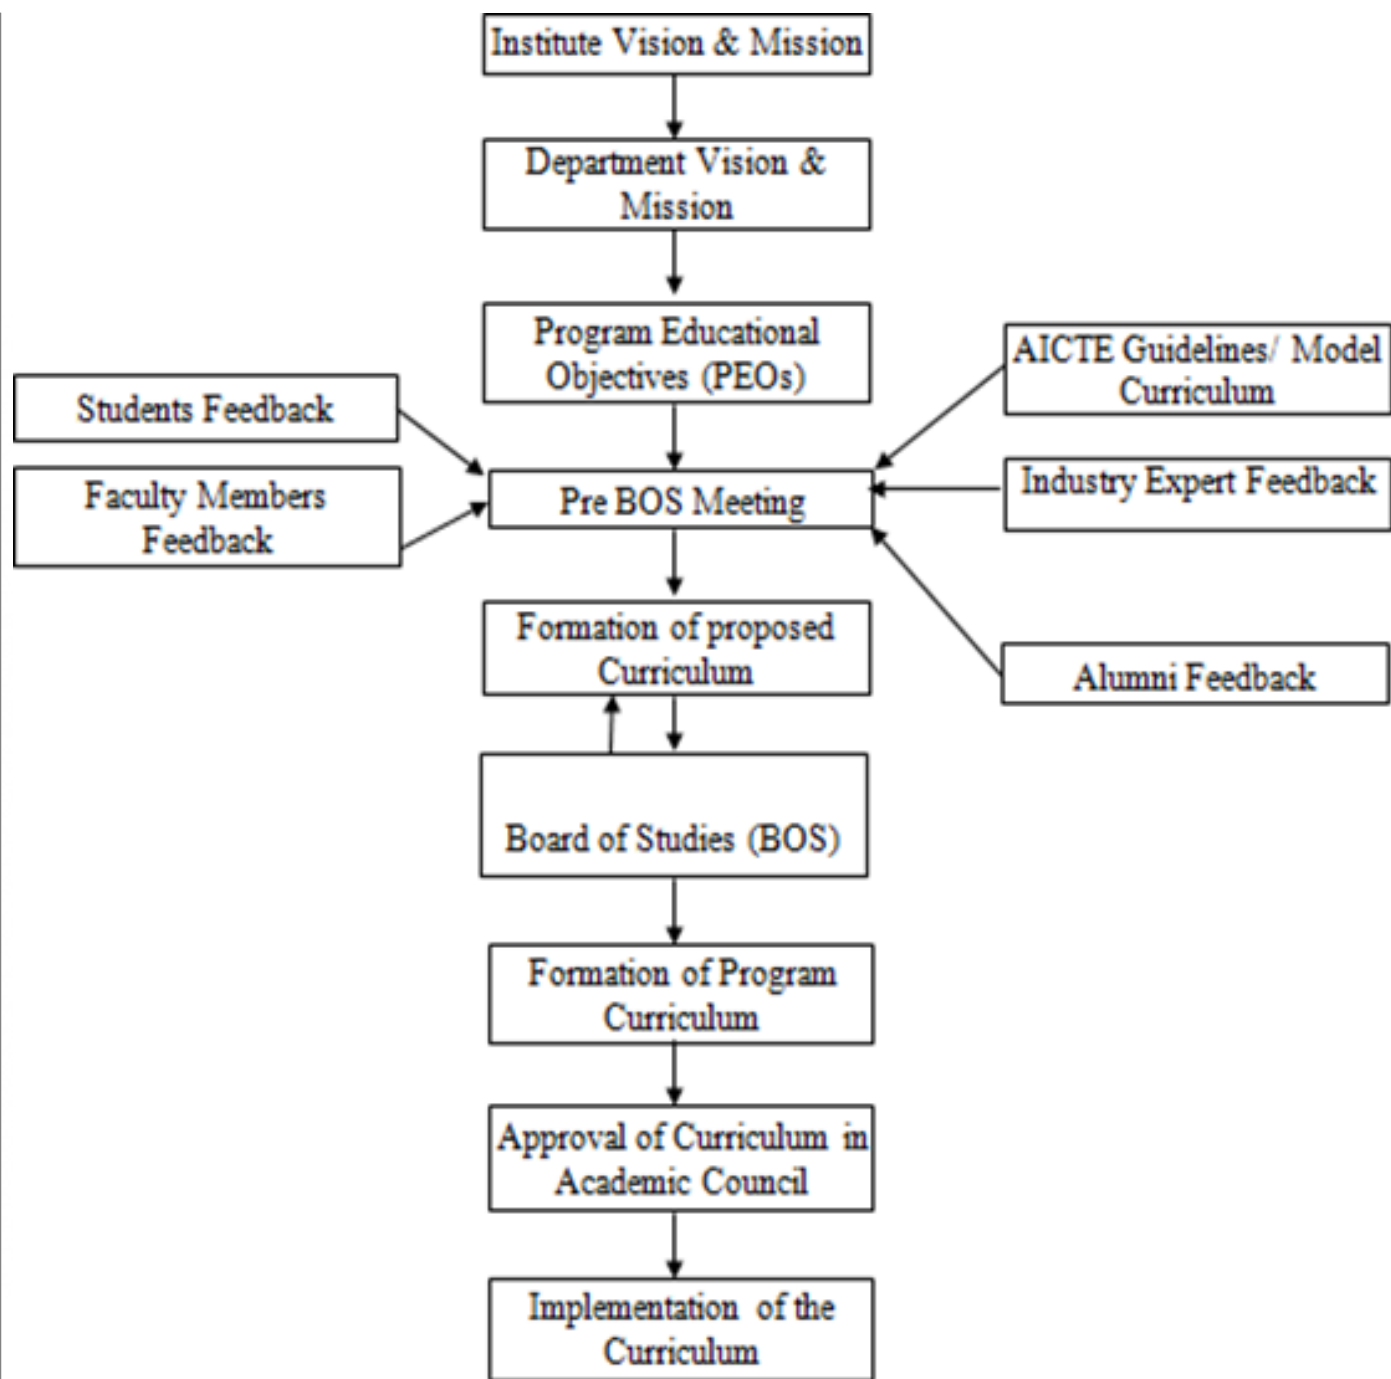 Institute Vision & Mission
Department Vision &
Mission
Program Educational
Objectives (PEOs)
AICTE Guidelines/ Model
Curriculum
Students Feedback
Faculty Members
Feedback
Pre BOS Meeting
Industry Expert Feedback
Formation of proposed
Curriculum
Alumni Feedback
Board of Studies (BOS)
Formation of Program
Curriculum
Approval of Curriculum in
Academic Council
Implementation of the
Curriculum